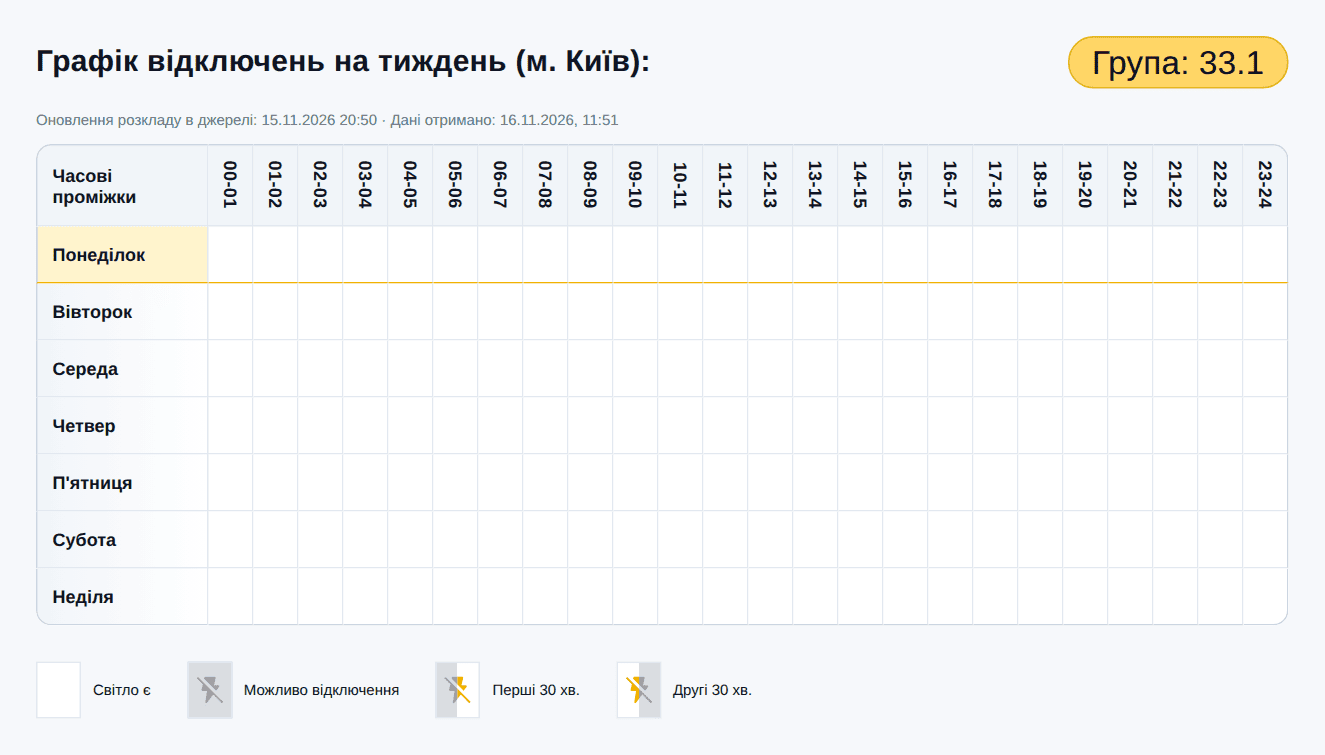 Графік відключень на тиждень (м. Київ):
Група: 33.1
Оновлення розкладу в джерелі: 15.11.2026 20:50 · Дані отримано: 16.11.2026, 11:51
Часові
проміжки
00-01
01-02
02-03
03-04
04-05
05-06
06-07
07-08
08-09
09-10
10-11
11-12
12-13
13-14
14-15
15-16
16-17
17-18
18-19
19-20
20-21
21-22
22-23
23-24
Понеділок
Вівторок
Середа
Четвер
П'ятниця
Субота
Неділя
Світло є
Можливо відключення
Перші 30 хв.
Другі 30 хв.